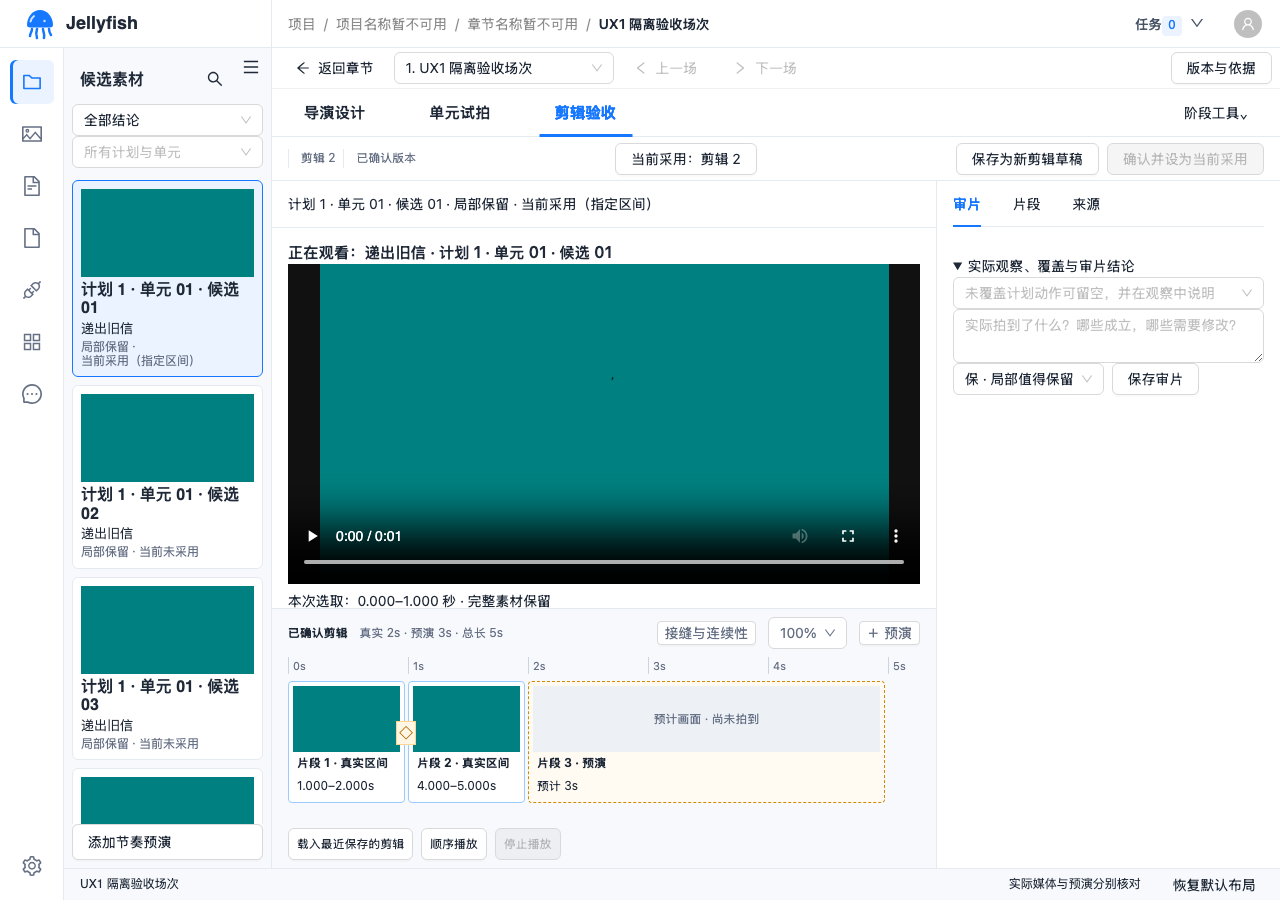 Jellyfish
项目 / 项目名称暂不可用 / 章节名称暂不可用 / UX1 隔离验收场次
任务 0
候选素材
全部结论
所有计划与单元
计划 1 · 单元 01 · 候选
01
递出旧信
局部保留 ·
当前采用（指定区间）
计划 1 · 单元 01 · 候选
02
递出旧信
局部保留 · 当前未采用
计划 1 · 单元 01 · 候选
03
递出旧信
局部保留 · 当前未采用
添加节奏预演
返回章节
1. UX1 隔离验收场次
上一场
下一场
版本与依据
导演设计
单元试拍
剪辑验收
阶段工具
剪辑 2
已确认版本
当前采用：剪辑 2
保存为新剪辑草稿
确认并设为当前采用
计划 1 · 单元 01 · 候选 01 · 局部保留 · 当前采用（指定区间）
正在观看：递出旧信 · 计划 1 · 单元 01 · 候选 01
0:00 / 0:01
本次选取：0.000–1.000 秒 · 完整素材保留
审片
片段
来源
▼ 实际观察、覆盖与审片结论
未覆盖计划动作可留空，并在观察中说明
实际拍到了什么？哪些成立，哪些需要修改？
保 · 局部值得保留
保存审片
已确认剪辑
真实 2s · 预演 3s · 总长 5s
接缝与连续性
100%
+ 预演
0s
1s
2s
3s
4s
5s
片段 1 · 真实区间
1.000–2.000s
片段 2 · 真实区间
4.000–5.000s
预计画面 · 尚未拍到
片段 3 · 预演
预计 3s
载入最近保存的剪辑
顺序播放
停止播放
UX1 隔离验收场次
实际媒体与预演分别核对
恢复默认布局